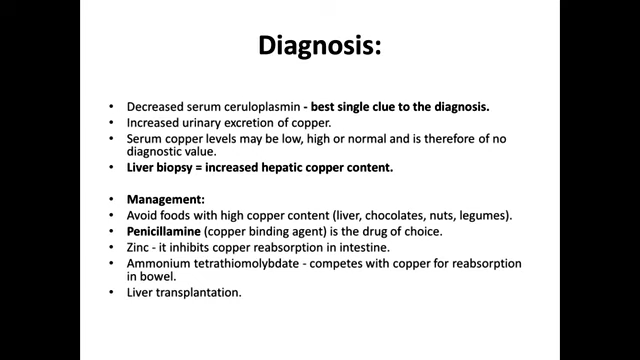 Diagnosis:
• Decreased serum ceruloplasmin - best single clue to the diagnosis.
• Increased urinary excretion of copper.
• Serum copper levels may be low, high or normal and is therefore of no
diagnostic value.
• Liver biopsy = increased hepatic copper content.
• Management:
• Avoid foods with high copper content (liver, chocolates, nuts, legumes).
• Penicillamine (copper binding agent) is the drug of choice.
• Zinc - it inhibits copper reabsorption in intestine.
• Ammonium tetrathiomolybdate - competes with copper for reabsorption
in bowel.
• Liver transplantation.